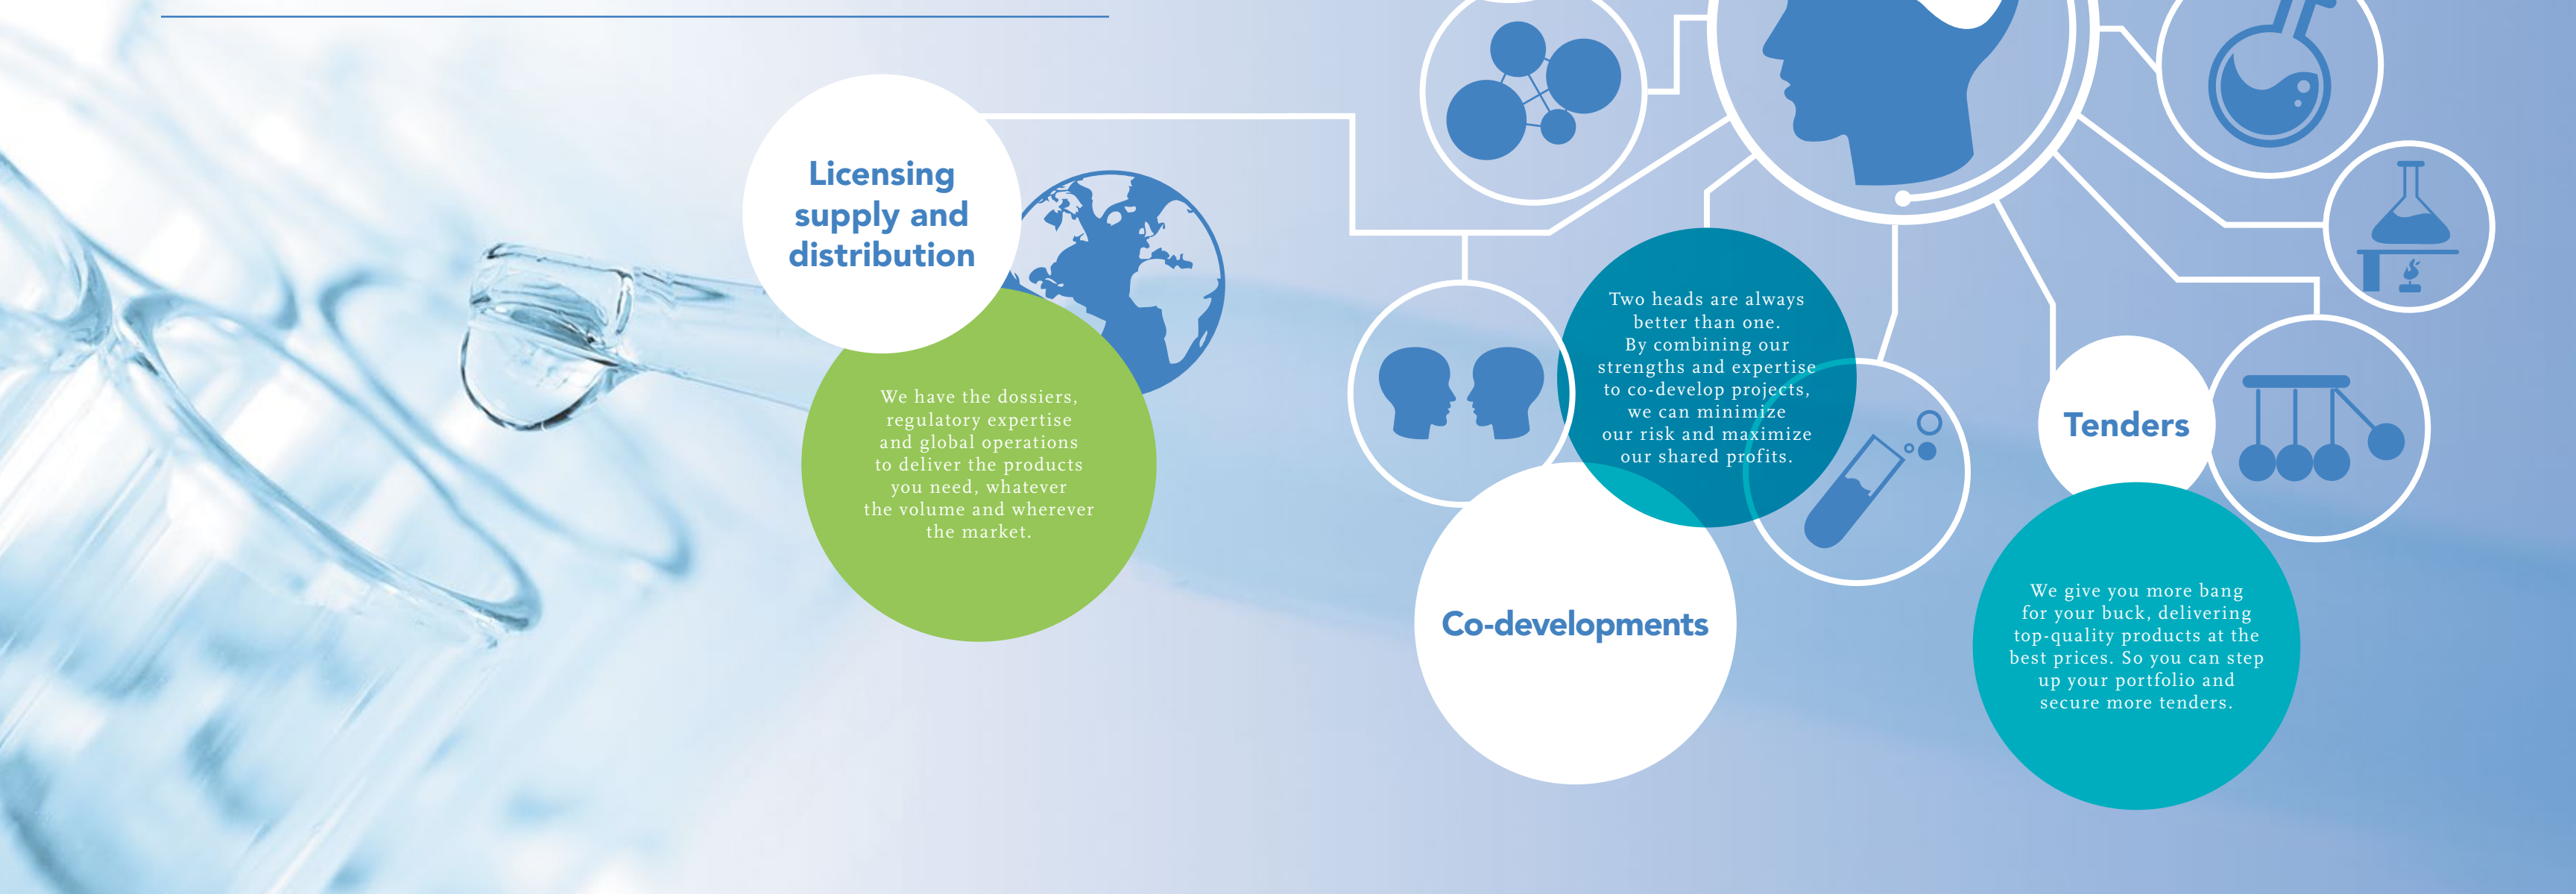 Licensing
supply and
distribution
We have the dossiers,
regulatory expertise
and global operations
to deliver the products
you need, whatever
the volume and wherever
the market.
Two heads are always
better than one.
By combining our
strengths and expertise
to co-develop projects,
we can minimize
our risk and maximize
our shared profits.
Co-developments
Tenders
We give you more bang
for your buck, delivering
top-quality products at the
best prices. So you can step
up your portfolio and
secure more tenders.